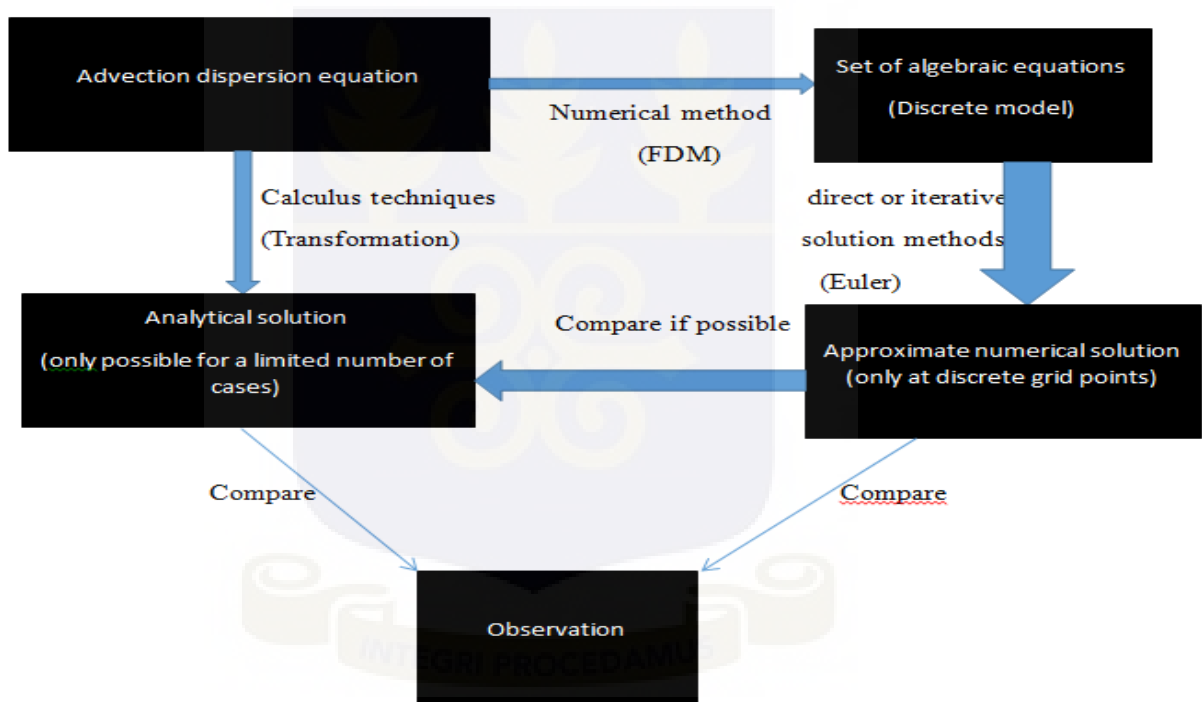 Advection dispersion equation
Set of algebraic equations
(Discrete model)
Numerical method
(FDM)
Calculus techniques
(Transformation)
direct or iterative
solution methods
(Euler)
Analytical solution
(only possible for a limited number of
cases)
Compare if possible
Approximate numerical solution
(only at discrete grid points)
Compare
Compare
Observation
INTEGRI PROCEDAMUS